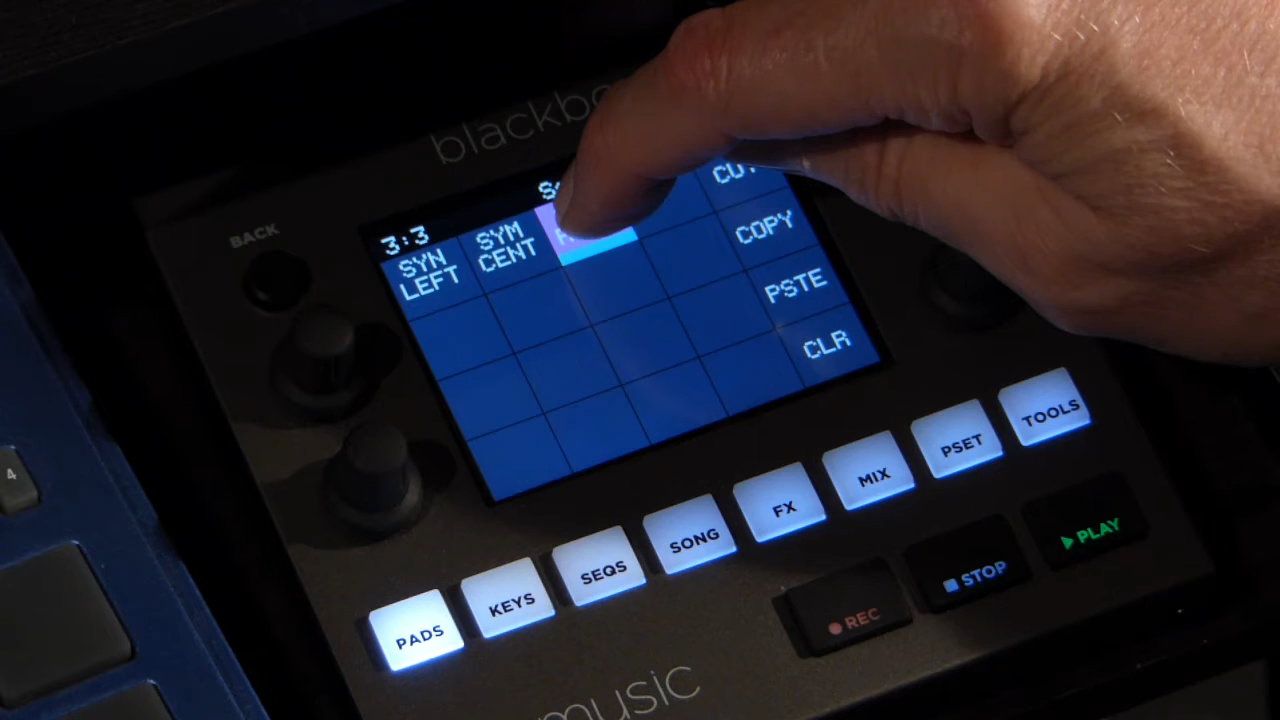 BACK
3:3
SYN
LEFT
SYM
CENT
COPY
PSTE
CLR
PADS
KEYS
SEQS
SONG
FX
MIX
PSET
TOOLS
REC
STOP
PLAY
music
4